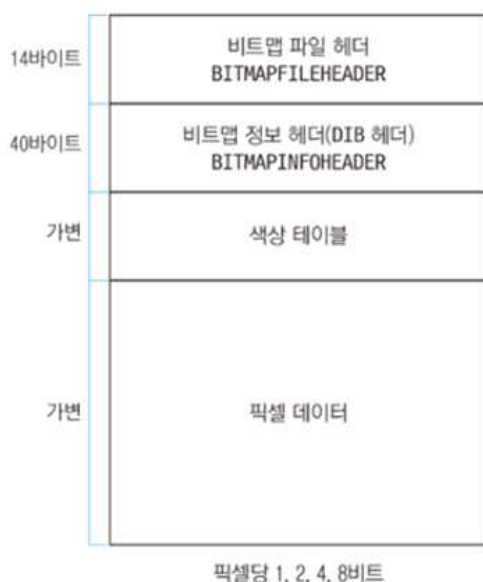 14바이트
비트맵 파일 헤더
BITMAPFILEHEADER
40바이트
비트맵 정보 헤더(DIB 헤더)
BITMAPINFOHEADER
가변
색상 테이블
가변
픽셀 데이터
픽셀당 1, 2, 4, 8비트